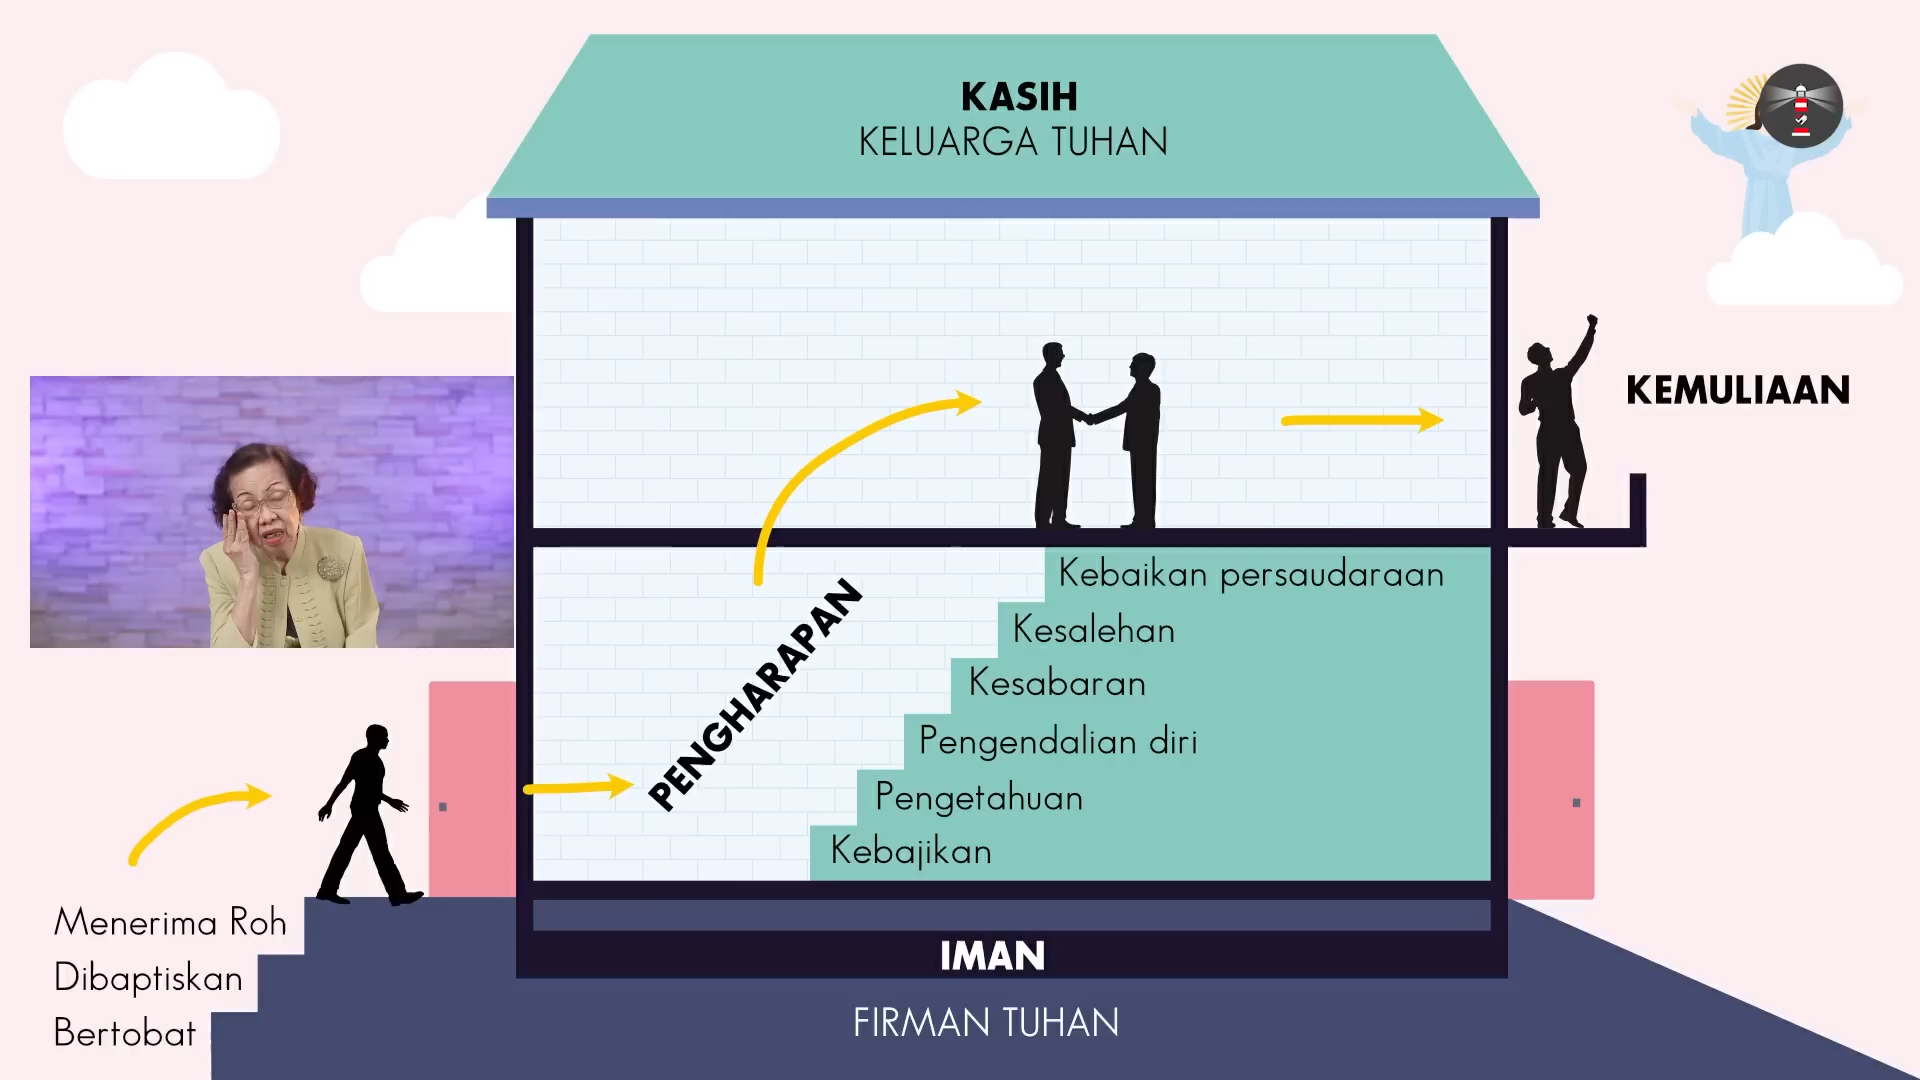 KASIH
KELUARGA TUHAN
KEMULIAAN
PENGHARAPAN
Kebaikan persaudaraan
Kesalehan
Kesabaran
Pengendalian diri
Pengetahuan
Kebajikan
Menerima Roh
Dibaptiskan
Bertobat
IMAN
FIRMAN TUHAN